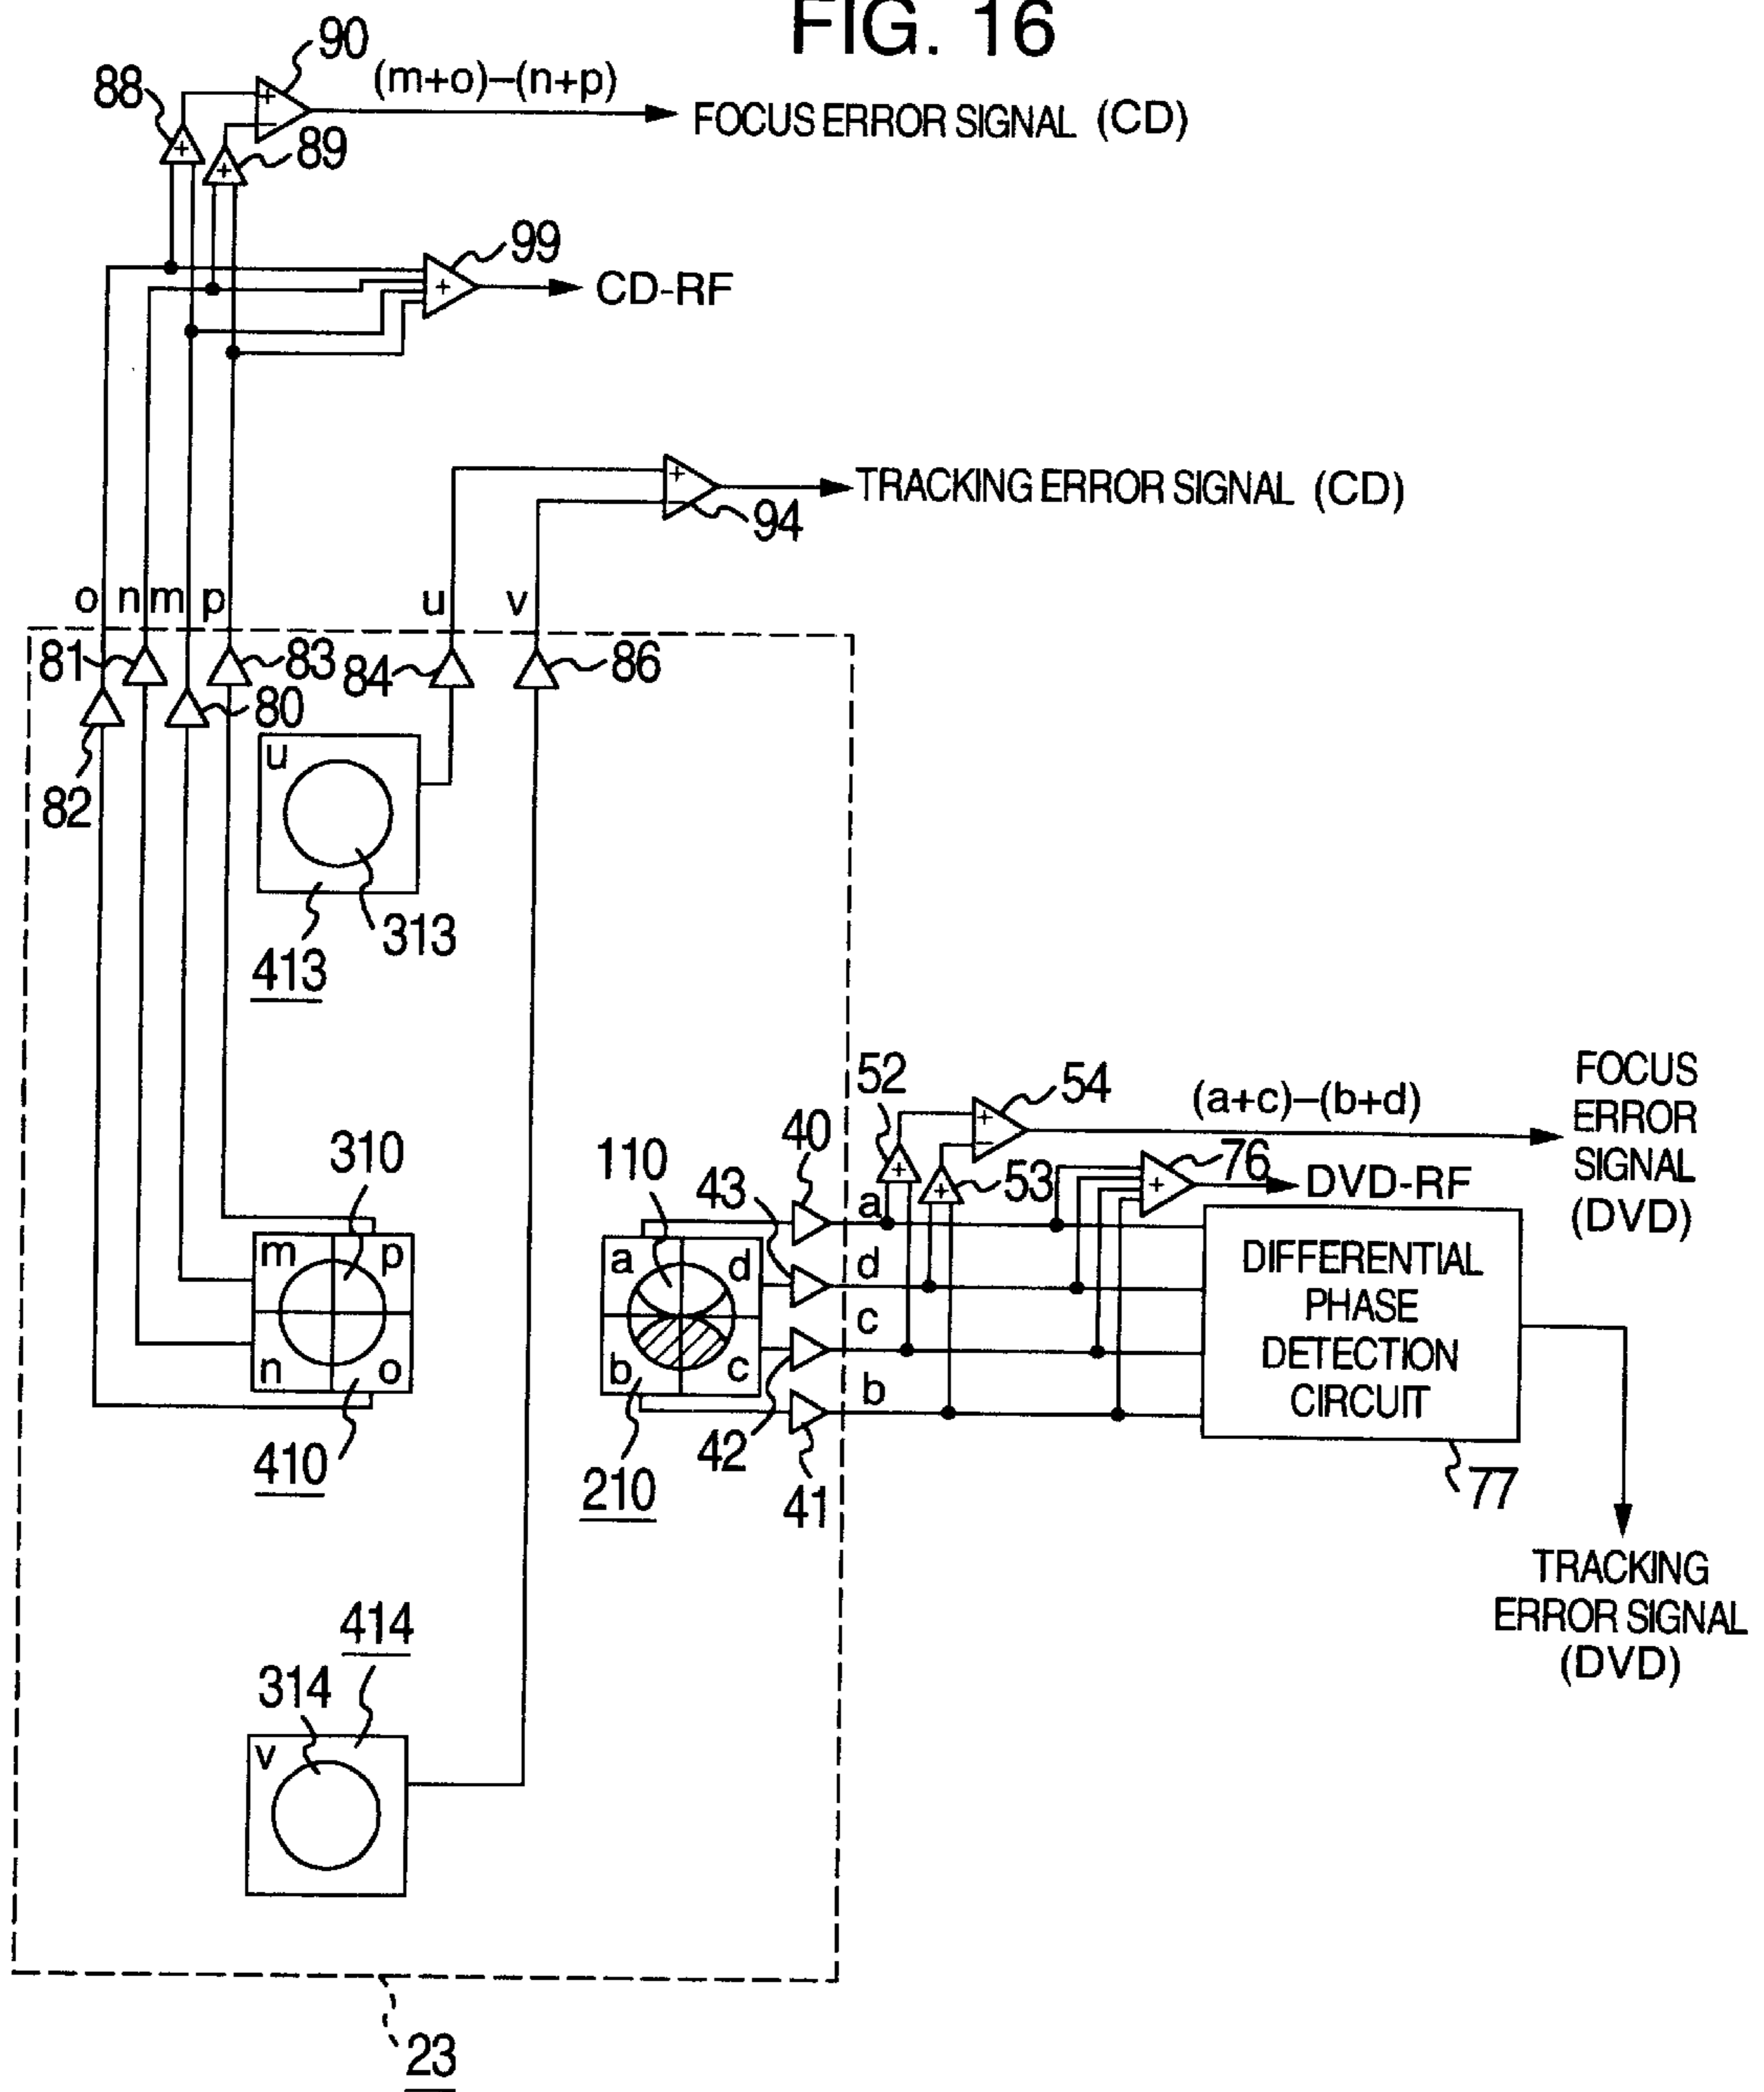 FIG. 16
90
(m+o)–(n+p)
88
FOCUS ERROR SIGNAL (CD)
+
–
+
89
+
99
+
CD-RF
+
–
TRACKING ERROR SIGNAL (CD)
94
o n m p
u
v
81
83
84
86
80
82
u
313
413
52
54
(a+c)–(b+d)
FOCUS
ERROR
SIGNAL
(DVD)
+
–
40
+
53
+
76
DVD-RF
310
110
43
a
m p
n o
a d
b c
d
c
b
DIFFERENTIAL
PHASE
DETECTION
CIRCUIT
410
210
42
41
77
TRACKING
ERROR SIGNAL
(DVD)
414
314
v
23